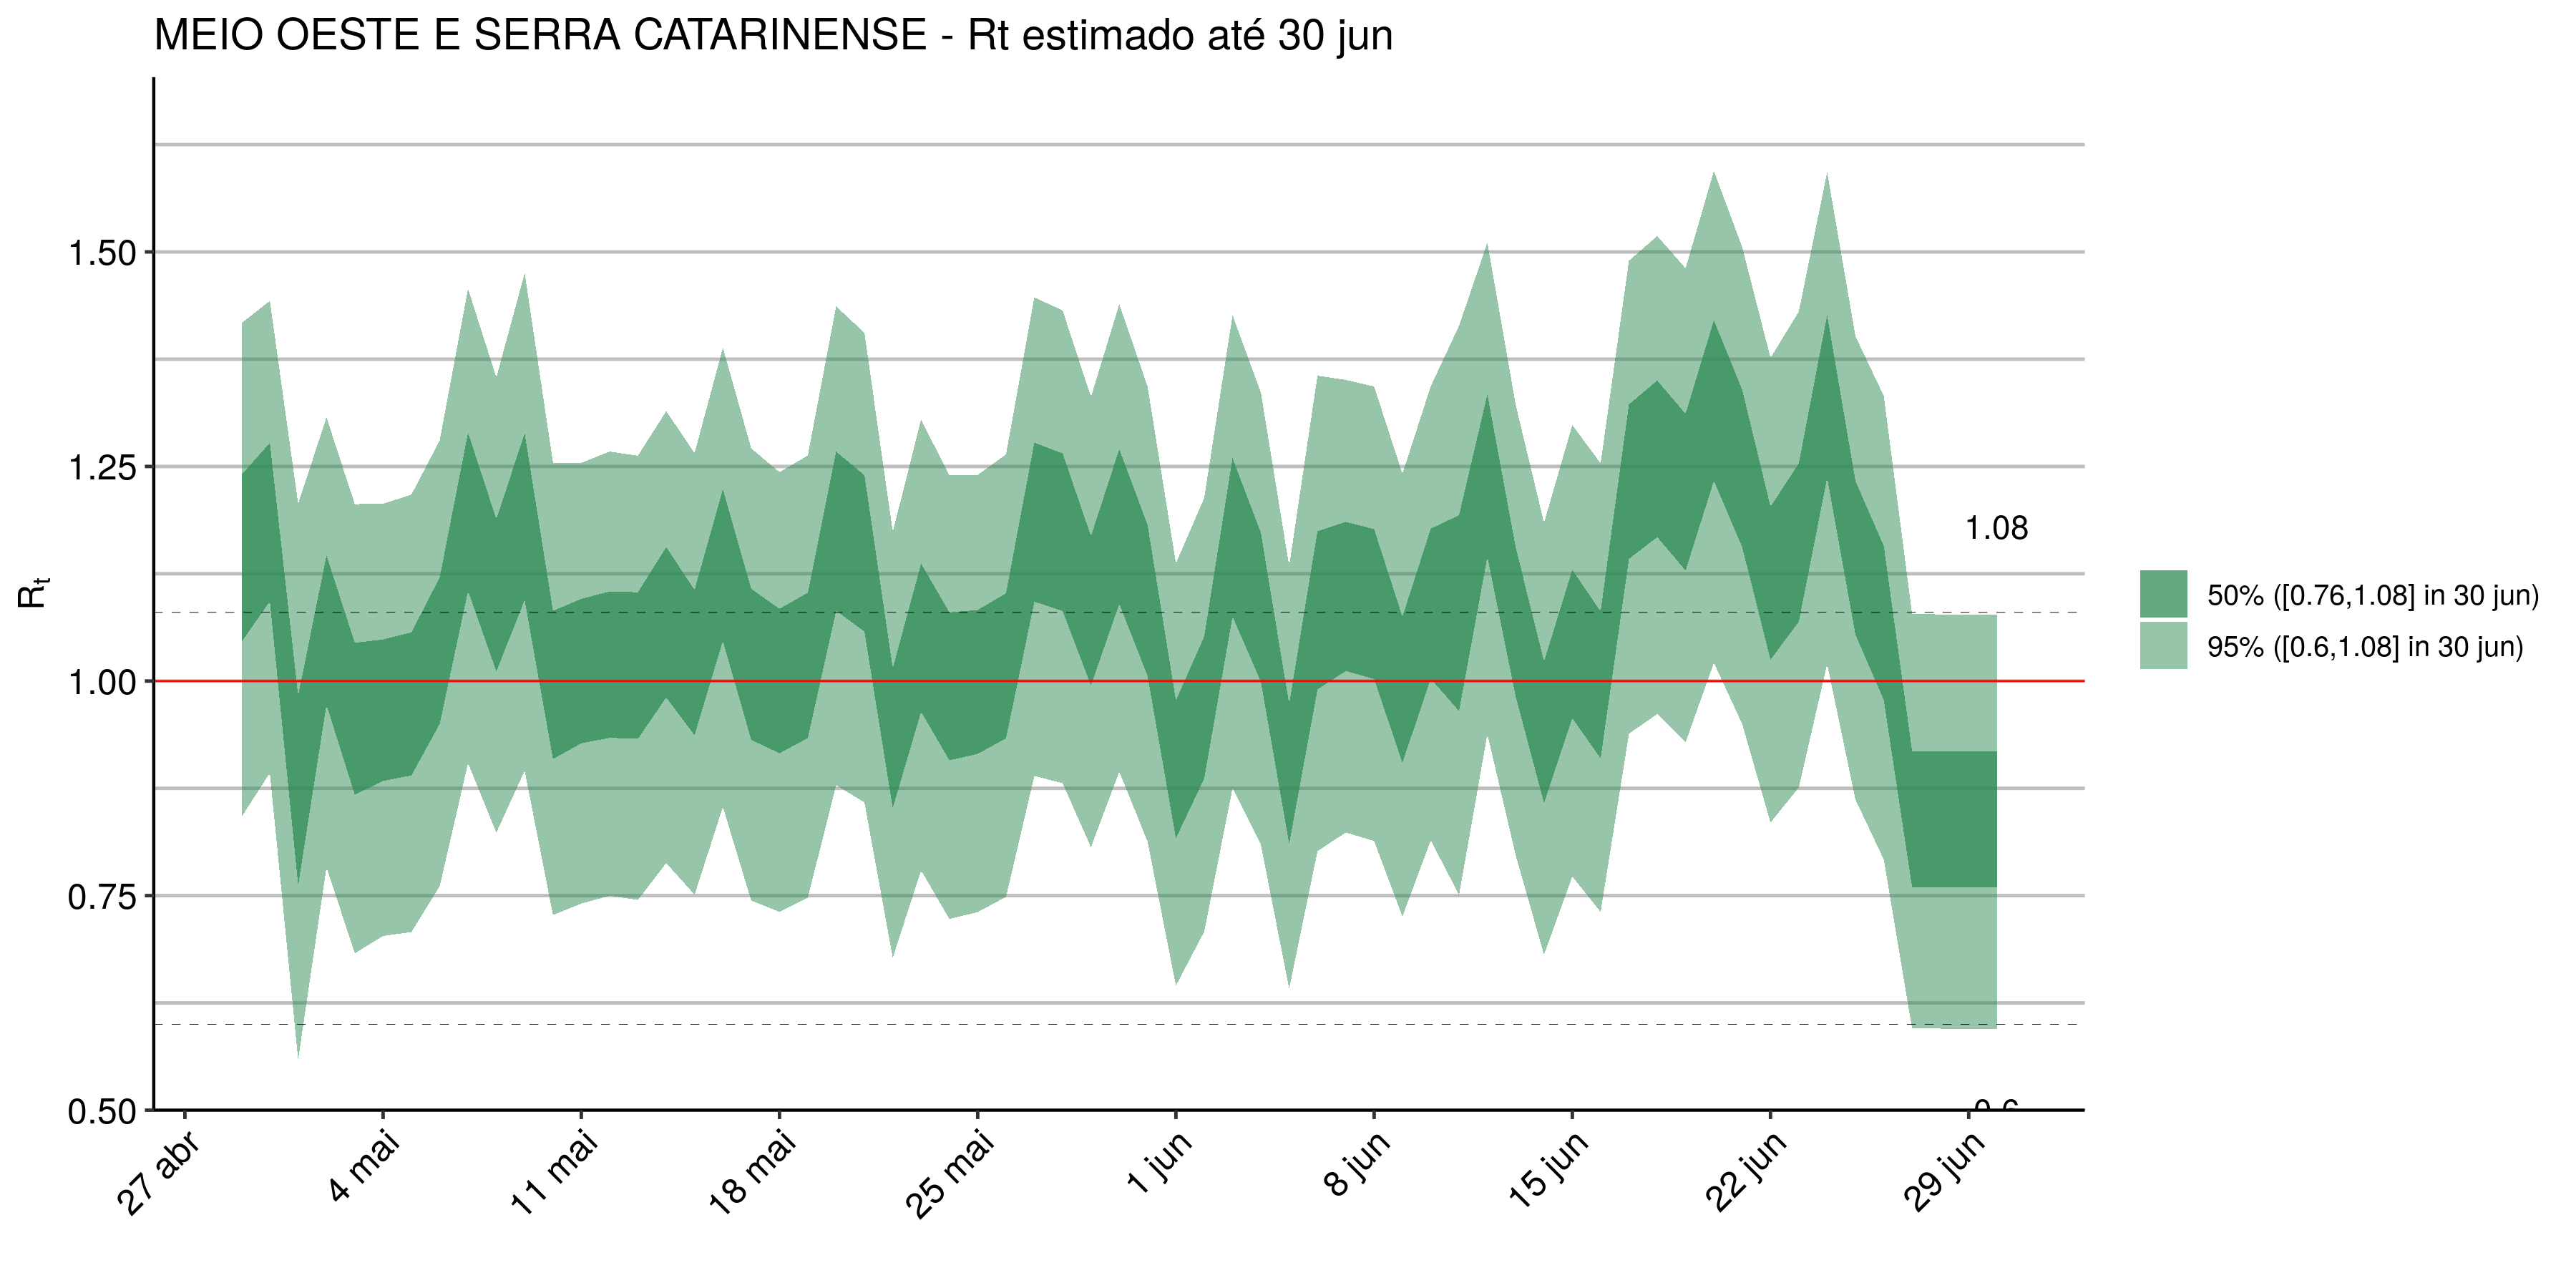 MEIO OESTE E SERRA CATARINENSE - Rt estimado até 30 jun
1.50
1.25
1.00
0.75
0.50
Rt
1.08
50% ([0.76,1.08] in 30 jun)
95% ([0.6,1.08] in 30 jun)
27 abr
4 mai
11 mai
18 mai
25 mai
1 jun
8 jun
15 jun
22 jun
29 jun